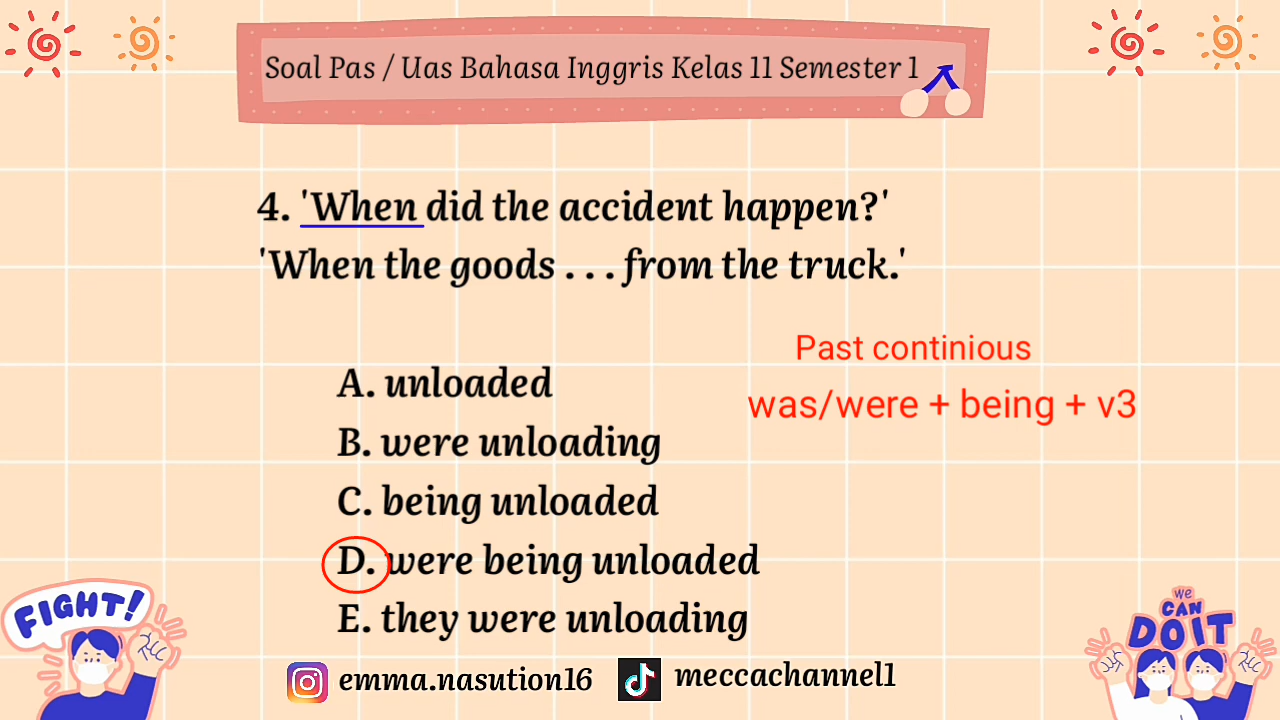 Soal Pas / Uas Bahasa Inggris Kelas 11 Semester 1
4. 'When did the accident happen?'
'When the goods . . . from the truck.'
Past continious
was/were + being + v3
A. unloaded
B. were unloading
C. being unloaded
D. were being unloaded
E. they were unloading
FIGHT!
we
CAN
DO IT
emma.nasution16
meccachannel1